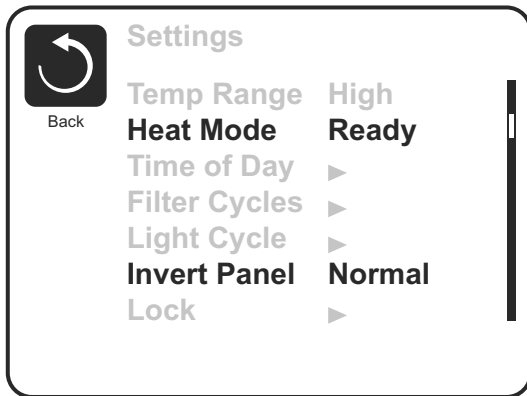 Settings
Back
Temp Range High
Heat Mode Ready
Time of Day
Filter Cycles
Light Cycle
Invert Panel Normal
Lock